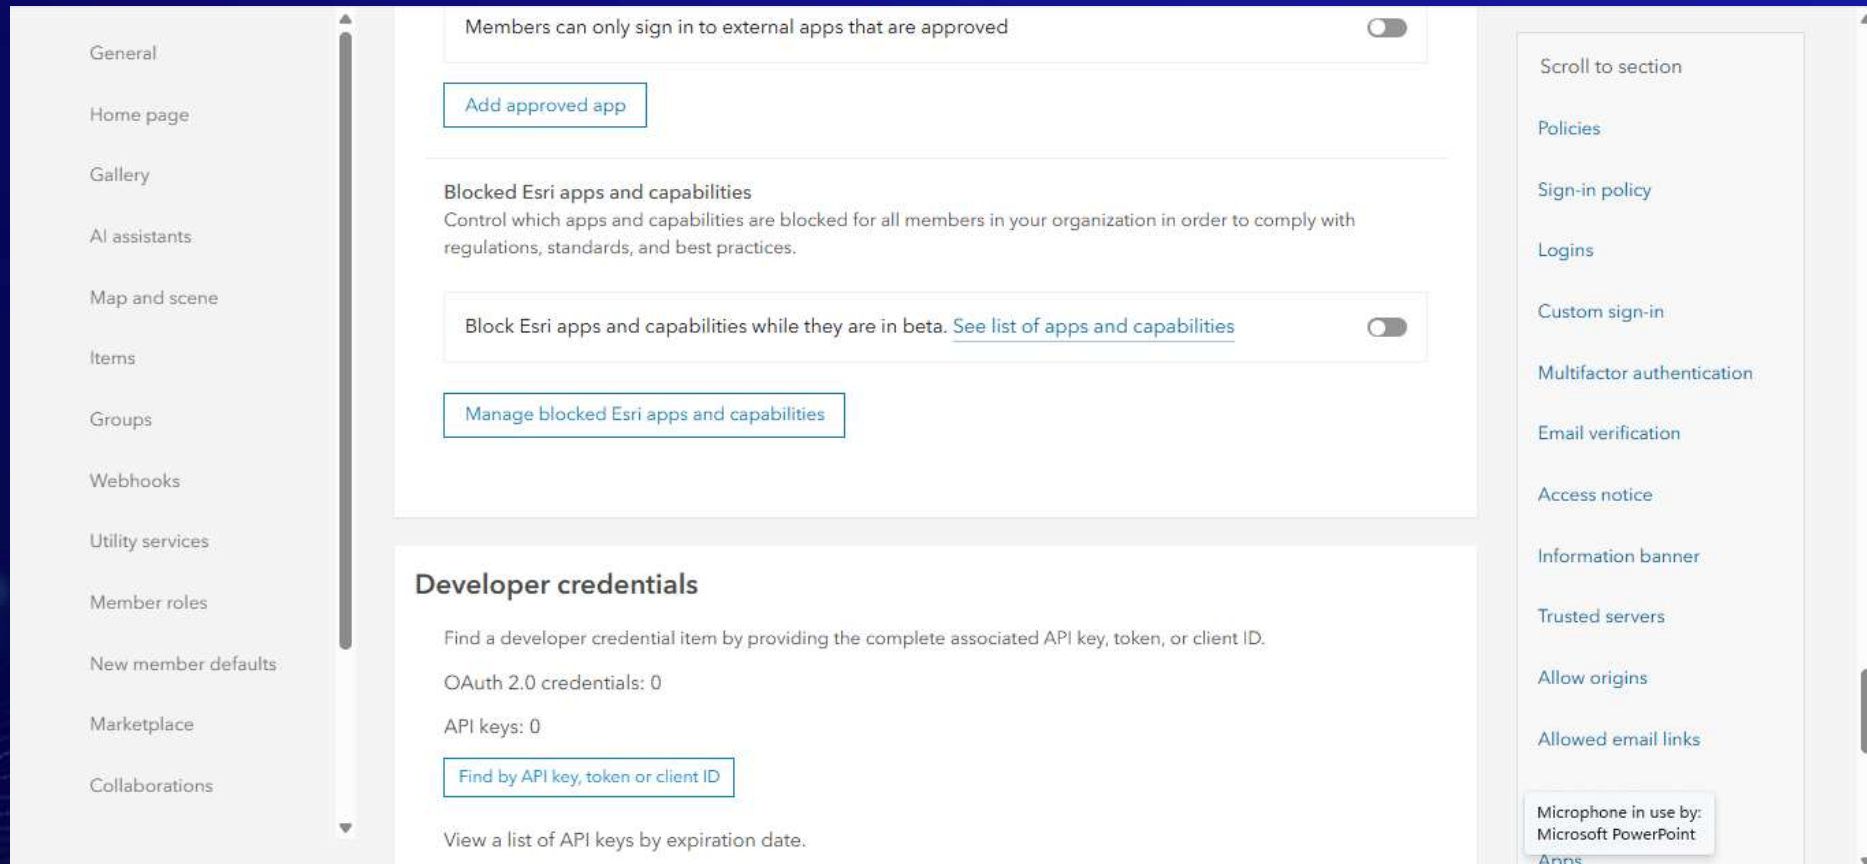 General
Home page
Gallery
AI assistants
Map and scene
Items
Groups
Webhooks
Utility services
Member roles
New member defaults
Marketplace
Collaborations
Members can only sign in to external apps that are approved
Add approved app
Blocked Esri apps and capabilities
Control which apps and capabilities are blocked for all members in your organization in order to comply with
regulations, standards, and best practices.
Block Esri apps and capabilities while they are in beta. See list of apps and capabilities
Manage blocked Esri apps and capabilities
Developer credentials
Find a developer credential item by providing the complete associated API key, token, or client ID.
OAuth 2.0 credentials: 0
API keys: 0
Find by API key, token or client ID
View a list of API keys by expiration date.
Scroll to section
Policies
Sign-in policy
Logins
Custom sign-in
Multifactor authentication
Email verification
Access notice
Information banner
Trusted servers
Allow origins
Allowed email links
Microphone in use by:
Microsoft PowerPoint
Apps